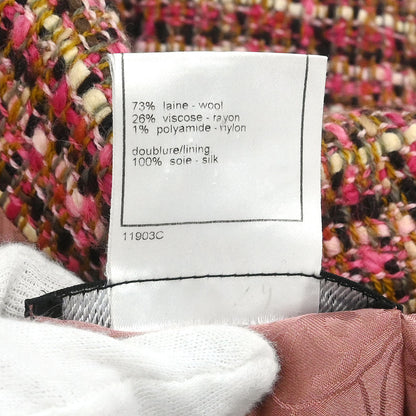 73% laine - wool
26% viscose - rayon
1% polyamide - nylon
doublure/lining
100% soie - silk
11903C